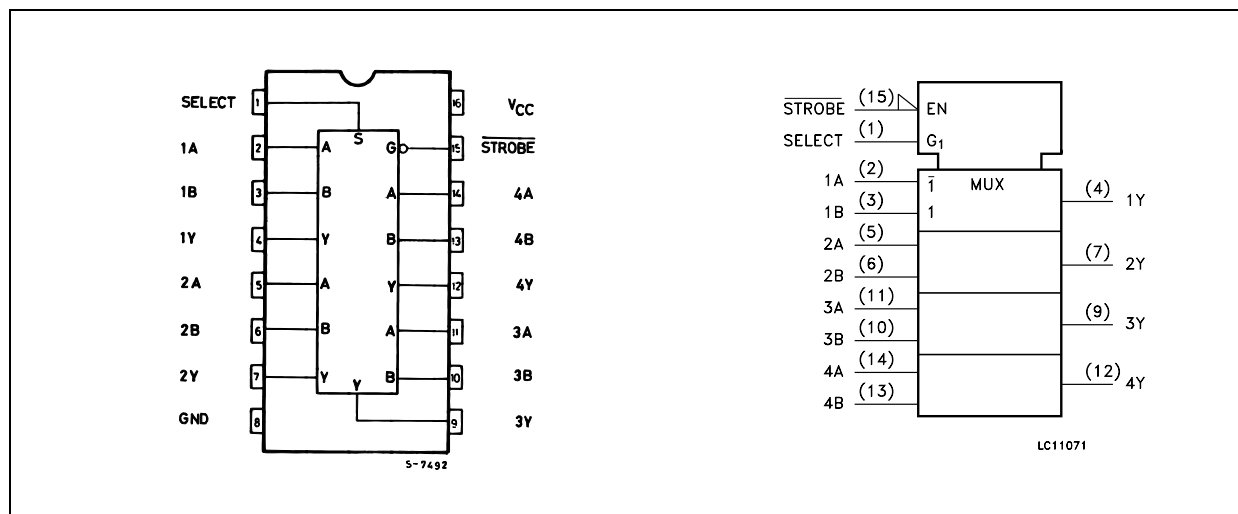 SELECT 1 16 VCC
S
1A 2 A G 15 STROBE
1B 3 B A 14 4A
1Y 4 Y B 13 4B
2A 5 A Y 12 4Y
2B 6 B A 11 3A
2Y 7 Y Y B 10 3B
GND 8 9 3Y
S-7492
STROBE (15) EN
SELECT (1) G1
1A (2) 1̅ MUX
(4) 1Y
1B (3) 1
2A (5)
(7) 2Y
2B (6)
3A (11)
(9) 3Y
3B (10)
4A (14)
(12) 4Y
4B (13)
LC11071